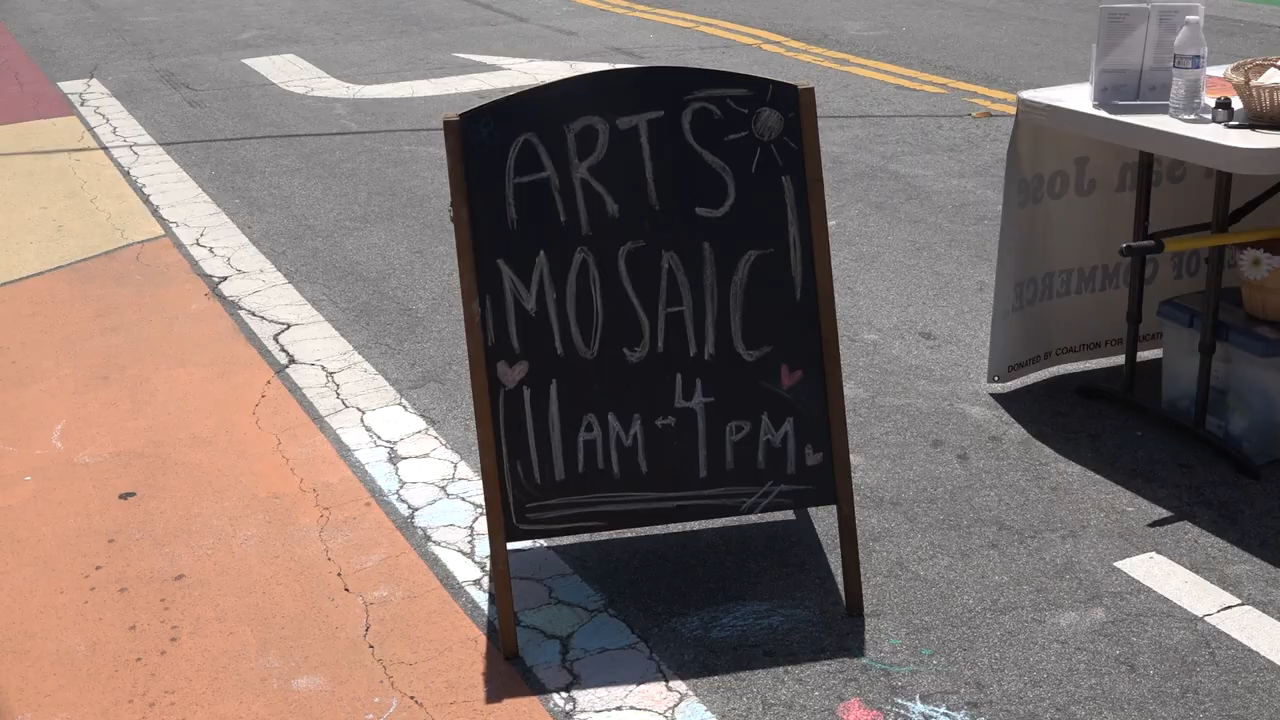 ARTS
MOSAIC
11AM-4PM
San Jose
OF COMMERCE
DONATED BY COALITION FOR